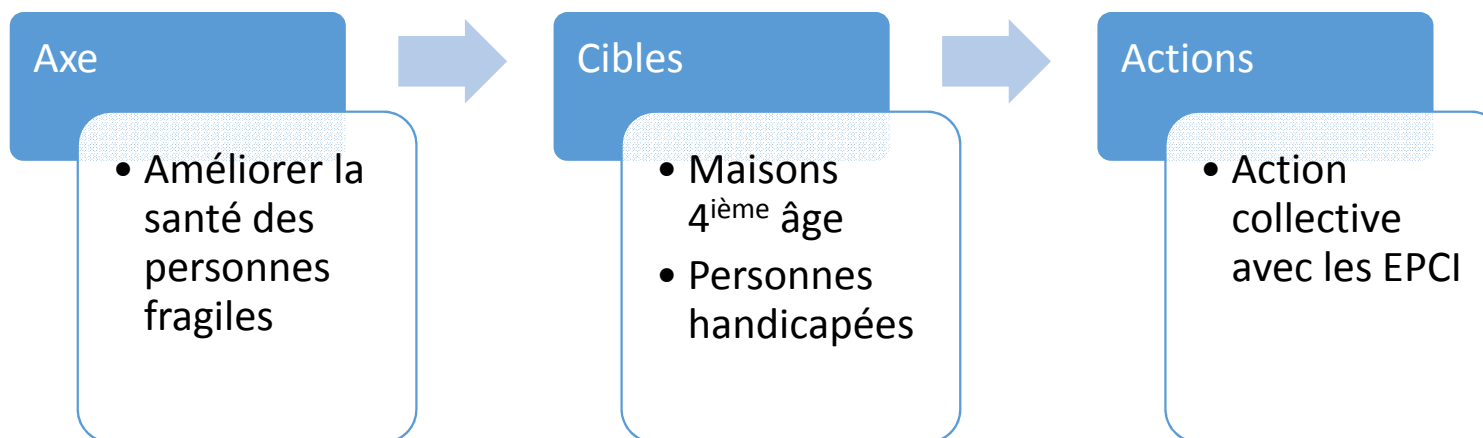 Axe
• Améliorer la
santé des
personnes
fragiles
Cibles
• Maisons
4ième âge
• Personnes
handicapées
Actions
• Action
collective
avec les EPCI